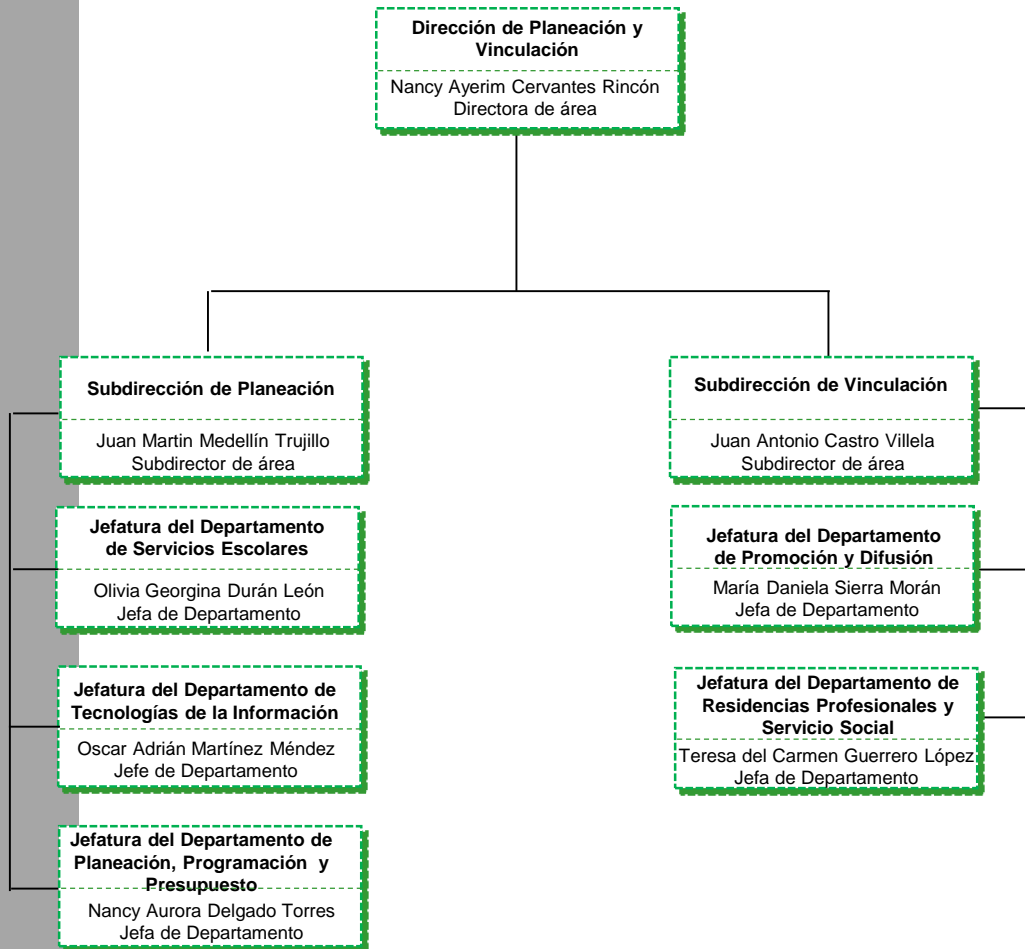 Dirección de Planeación y
Vinculación
Nancy Ayerim Cervantes Rincón
Directora de área
Subdirección de Planeación
Juan Martin Medellín Trujillo
Subdirector de área
Jefatura del Departamento
de Servicios Escolares
Olivia Georgina Durán León
Jefa de Departamento
Jefatura del Departamento de
Tecnologías de la Información
Oscar Adrián Martínez Méndez
Jefe de Departamento
Jefatura del Departamento de
Planeación, Programación y
Presupuesto
Nancy Aurora Delgado Torres
Jefa de Departamento
Subdirección de Vinculación
Juan Antonio Castro Villela
Subdirector de área
Jefatura del Departamento
de Promoción y Difusión
María Daniela Sierra Morán
Jefa de Departamento
Jefatura del Departamento de
Residencias Profesionales y
Servicio Social
Teresa del Carmen Guerrero López
Jefa de Departamento